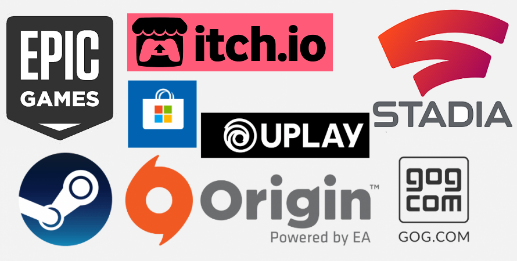 EPIC
GAMES
itch.io
STADIA
UPLAY
Origin™
Powered by EA
gog
com
GOG.COM